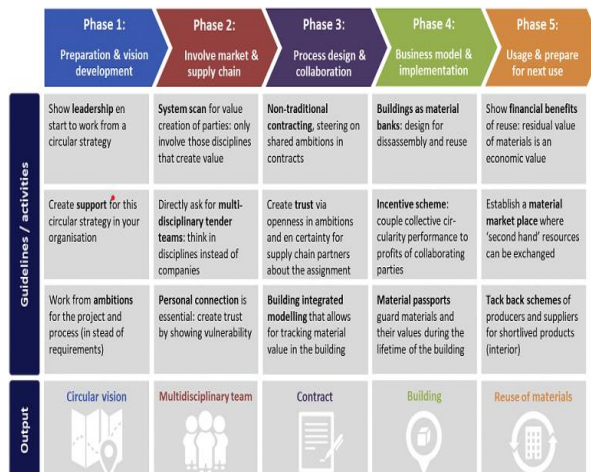 Phase 1:
Preparation & vision
development
Phase 2:
Involve market &
supply chain
Phase 3:
Process design &
collaboration
Phase 4:
Business model &
implementation
Phase 5:
Usage & prepare
for next use
Guidelines / activities
Show leadership en
start to work from a
circular strategy
System scan for value
creation of parties: only
involve those disciplines
that create value
Non-traditional
contracting, steering on
shared ambitions in
contracts
Buildings as material
banks: design for
dissassembly and reuse
Show financial benefits
of reuse: residual value
of materials is an
economic value
Create support for this
circular strategy in your
organisation
Directly ask for multi-
disciplinary tender
teams: think in
disciplines instead of
companies
Create trust via
openness in ambitions
and en certainty for
supply chain partners
about the assignment
Incentive scheme:
couple collective cir-
cularity performance to
profits of collaborating
parties
Establish a material
market place where
'second hand' resources
can be exchanged
Work from ambitions
for the project and
process (in stead of
requirements)
Personal connection is
essential: create trust
by showing vulnerability
Building integrated
modelling that allows
for tracking material
value in the building
Material passports
guard materials and
their values during the
lifetime of the building
Tack back schemes of
producers and suppliers
for shortlived products
(interior)
Output
Circular vision
Multidisciplinary team
Contract
Building
Reuse of materials